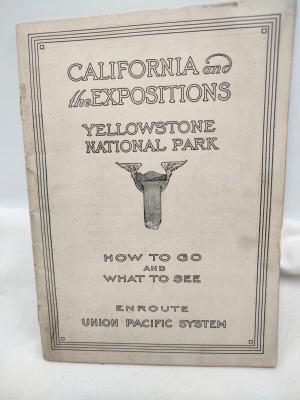 CALIFORNIA and
the EXPOSITIONS
YELLOWSTONE
NATIONAL PARK
HOW TO GO
AND
WHAT TO SEE
ENROUTE
UNION PACIFIC SYSTEM